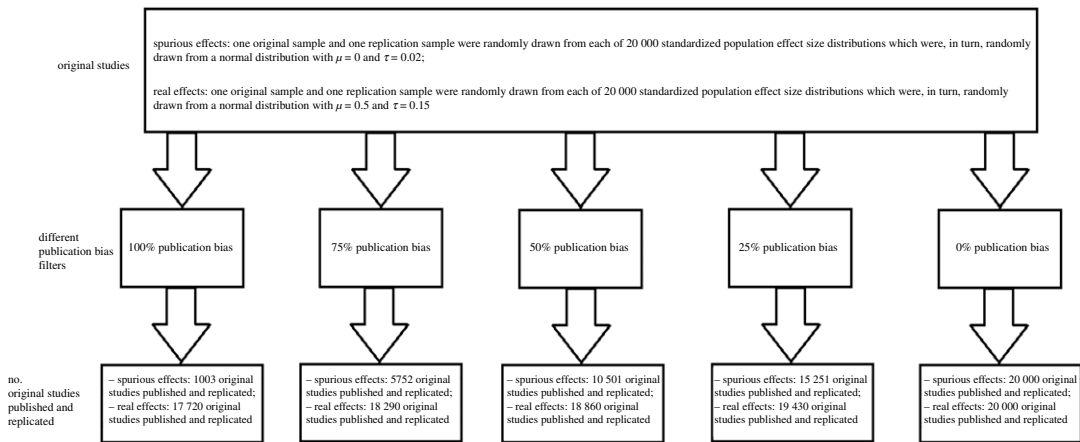 original studies
spurious effects: one original sample and one replication sample were randomly drawn from each of 20 000 standardized population effect size distributions which were, in turn, randomly
drawn from a normal distribution with μ = 0 and τ = 0.02;
real effects: one original sample and one replication sample were randomly drawn from each of 20 000 standardized population effect size distributions which were, in turn, randomly
drawn from a normal distribution with μ = 0.5 and τ = 0.15
different
publication bias
filters
100% publication bias
75% publication bias
50% publication bias
25% publication bias
0% publication bias
no.
original studies
published and
replicated
– spurious effects: 1003 original
studies published and replicated;
– real effects: 17 720 original
studies published and replicated
– spurious effects: 5752 original
studies published and replicated;
– real effects: 18 290 original
studies published and replicated
– spurious effects: 10 501 original
studies published and replicated;
– real effects: 18 860 original
studies published and replicated
– spurious effects: 15 251 original
studies published and replicated;
– real effects: 19 430 original
studies published and replicated
– spurious effects: 20 000 original
studies published and replicated;
– real effects: 20 000 original
studies published and replicated